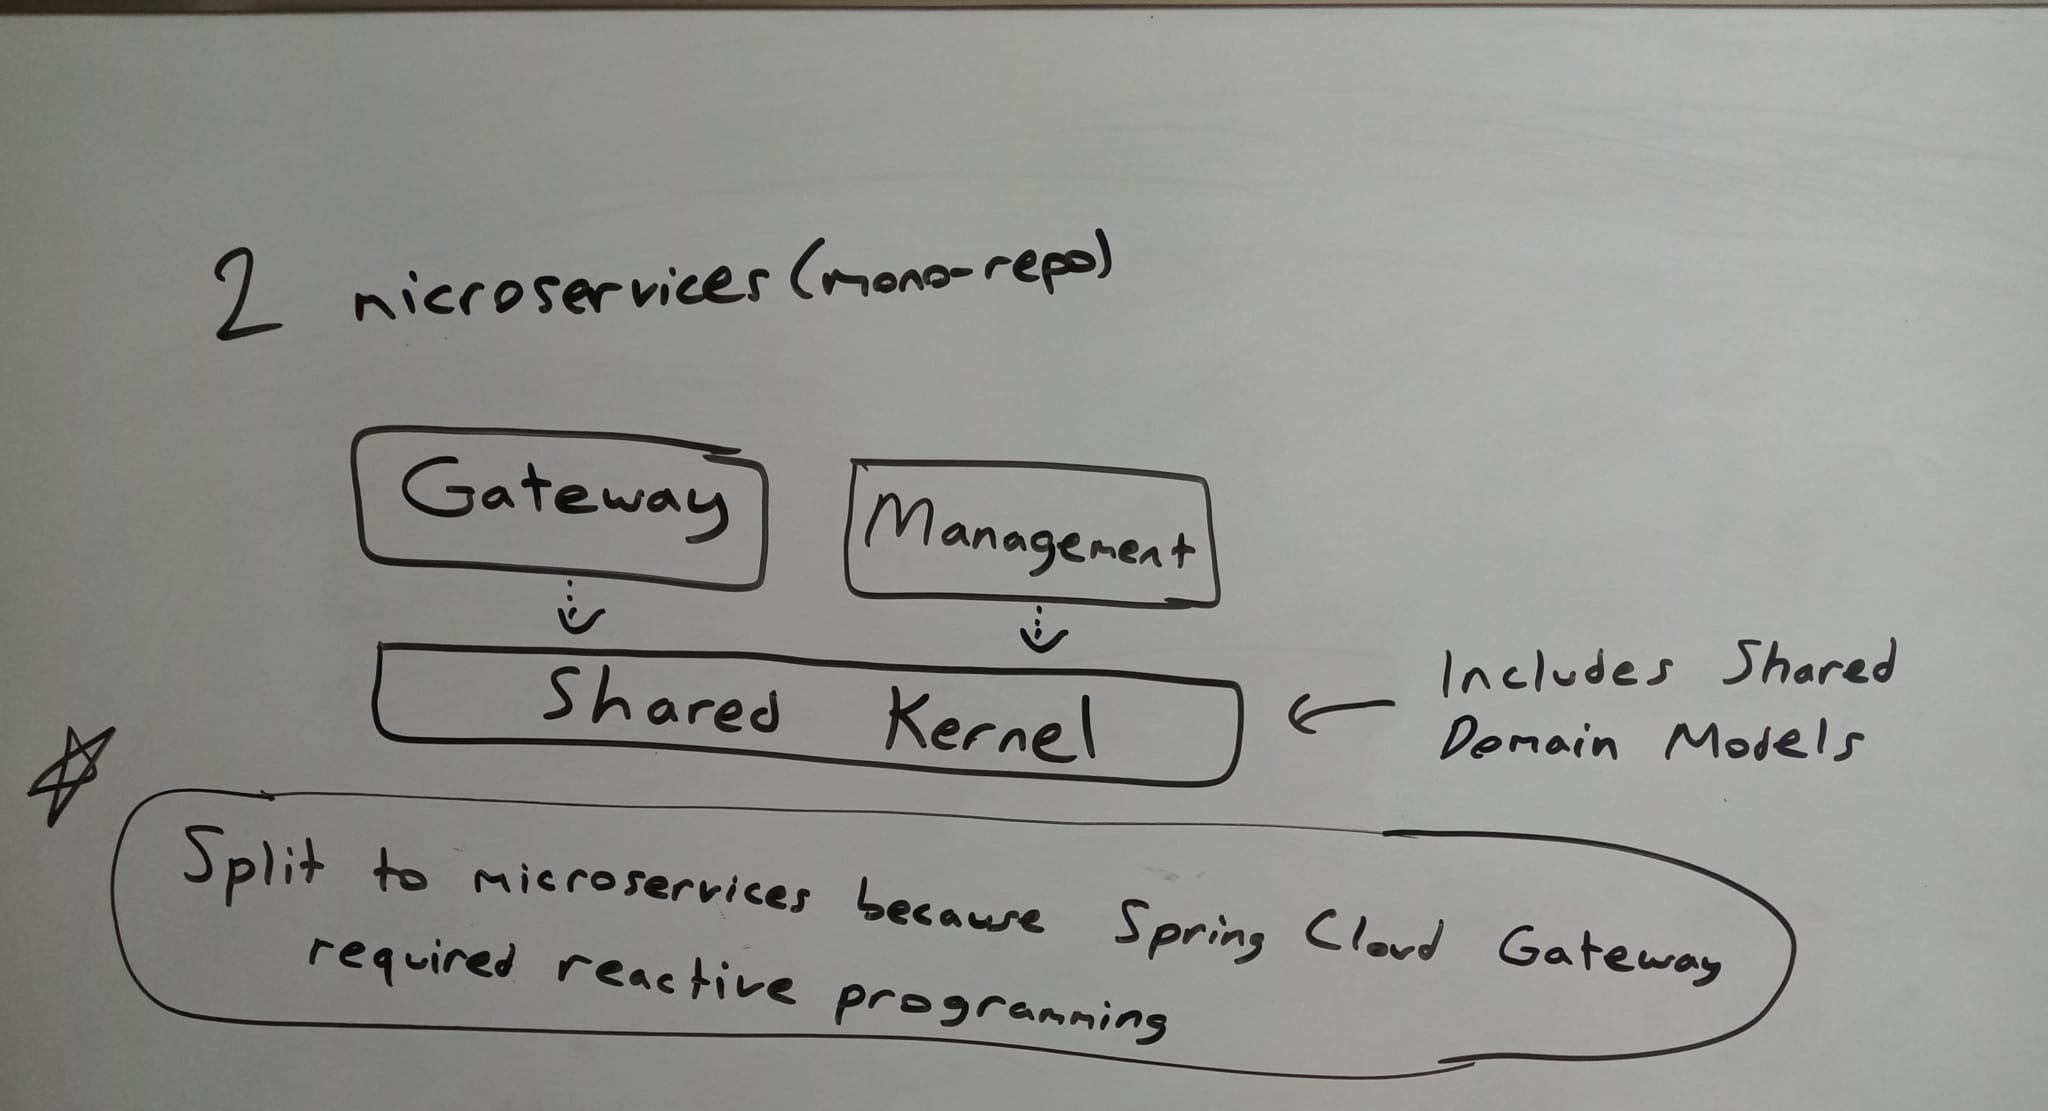 2 microservices (mono-repo)
Gateway
Management
Shared Kernel
Includes Shared
Domain Models
Split to microservices because Spring Cloud Gateway
required reactive programming